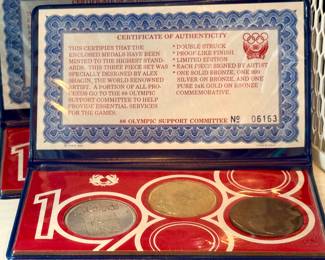 CERTIFICATE OF AUTHENTICITY
THIS CERTIFIES THAT THE
ENCLOSED MEDALS HAVE BEEN
MINTED TO THE HIGHEST STAND-
ARDS. THIS THREE PIECE SET WAS
SPECIALLY DESIGNED BY ALEX
SHAGIN, THE WORLD RENOWNED
ARTIST. A PORTION OF ALL PRO-
CEEDS GO TO 88 OLYMPIC
SUPPORT COMMITTEE TO HELP
PROVIDE ESSENTIAL SERVICES
FOR THE GAMES.
• DOUBLE STRUCK
• PROOF LIKE FINISH
• LIMITED EDITION
• EACH PIECE SIGNED BY ARTIST
• ONE SOLID BRONZE, ONE .999
SILVER ON BRONZE, AND ONE
PURE 24K GOLD ON BRONZE
COMMEMORATIVE.
88 OLYMPIC SUPPORT COMMITTEE № 06153
1988